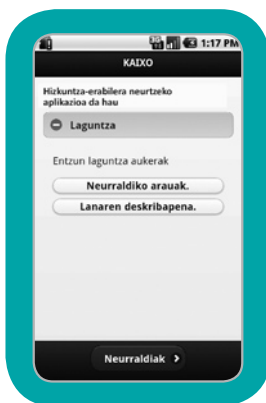 1:17 PM
KAIXO
Hizkuntza-erabilera neurtzeko
aplikazioa da hau
Laguntza
Entzun laguntza aukerak
Neurraldiko arauak.
Lanaren deskribapena.
Neurraldiak